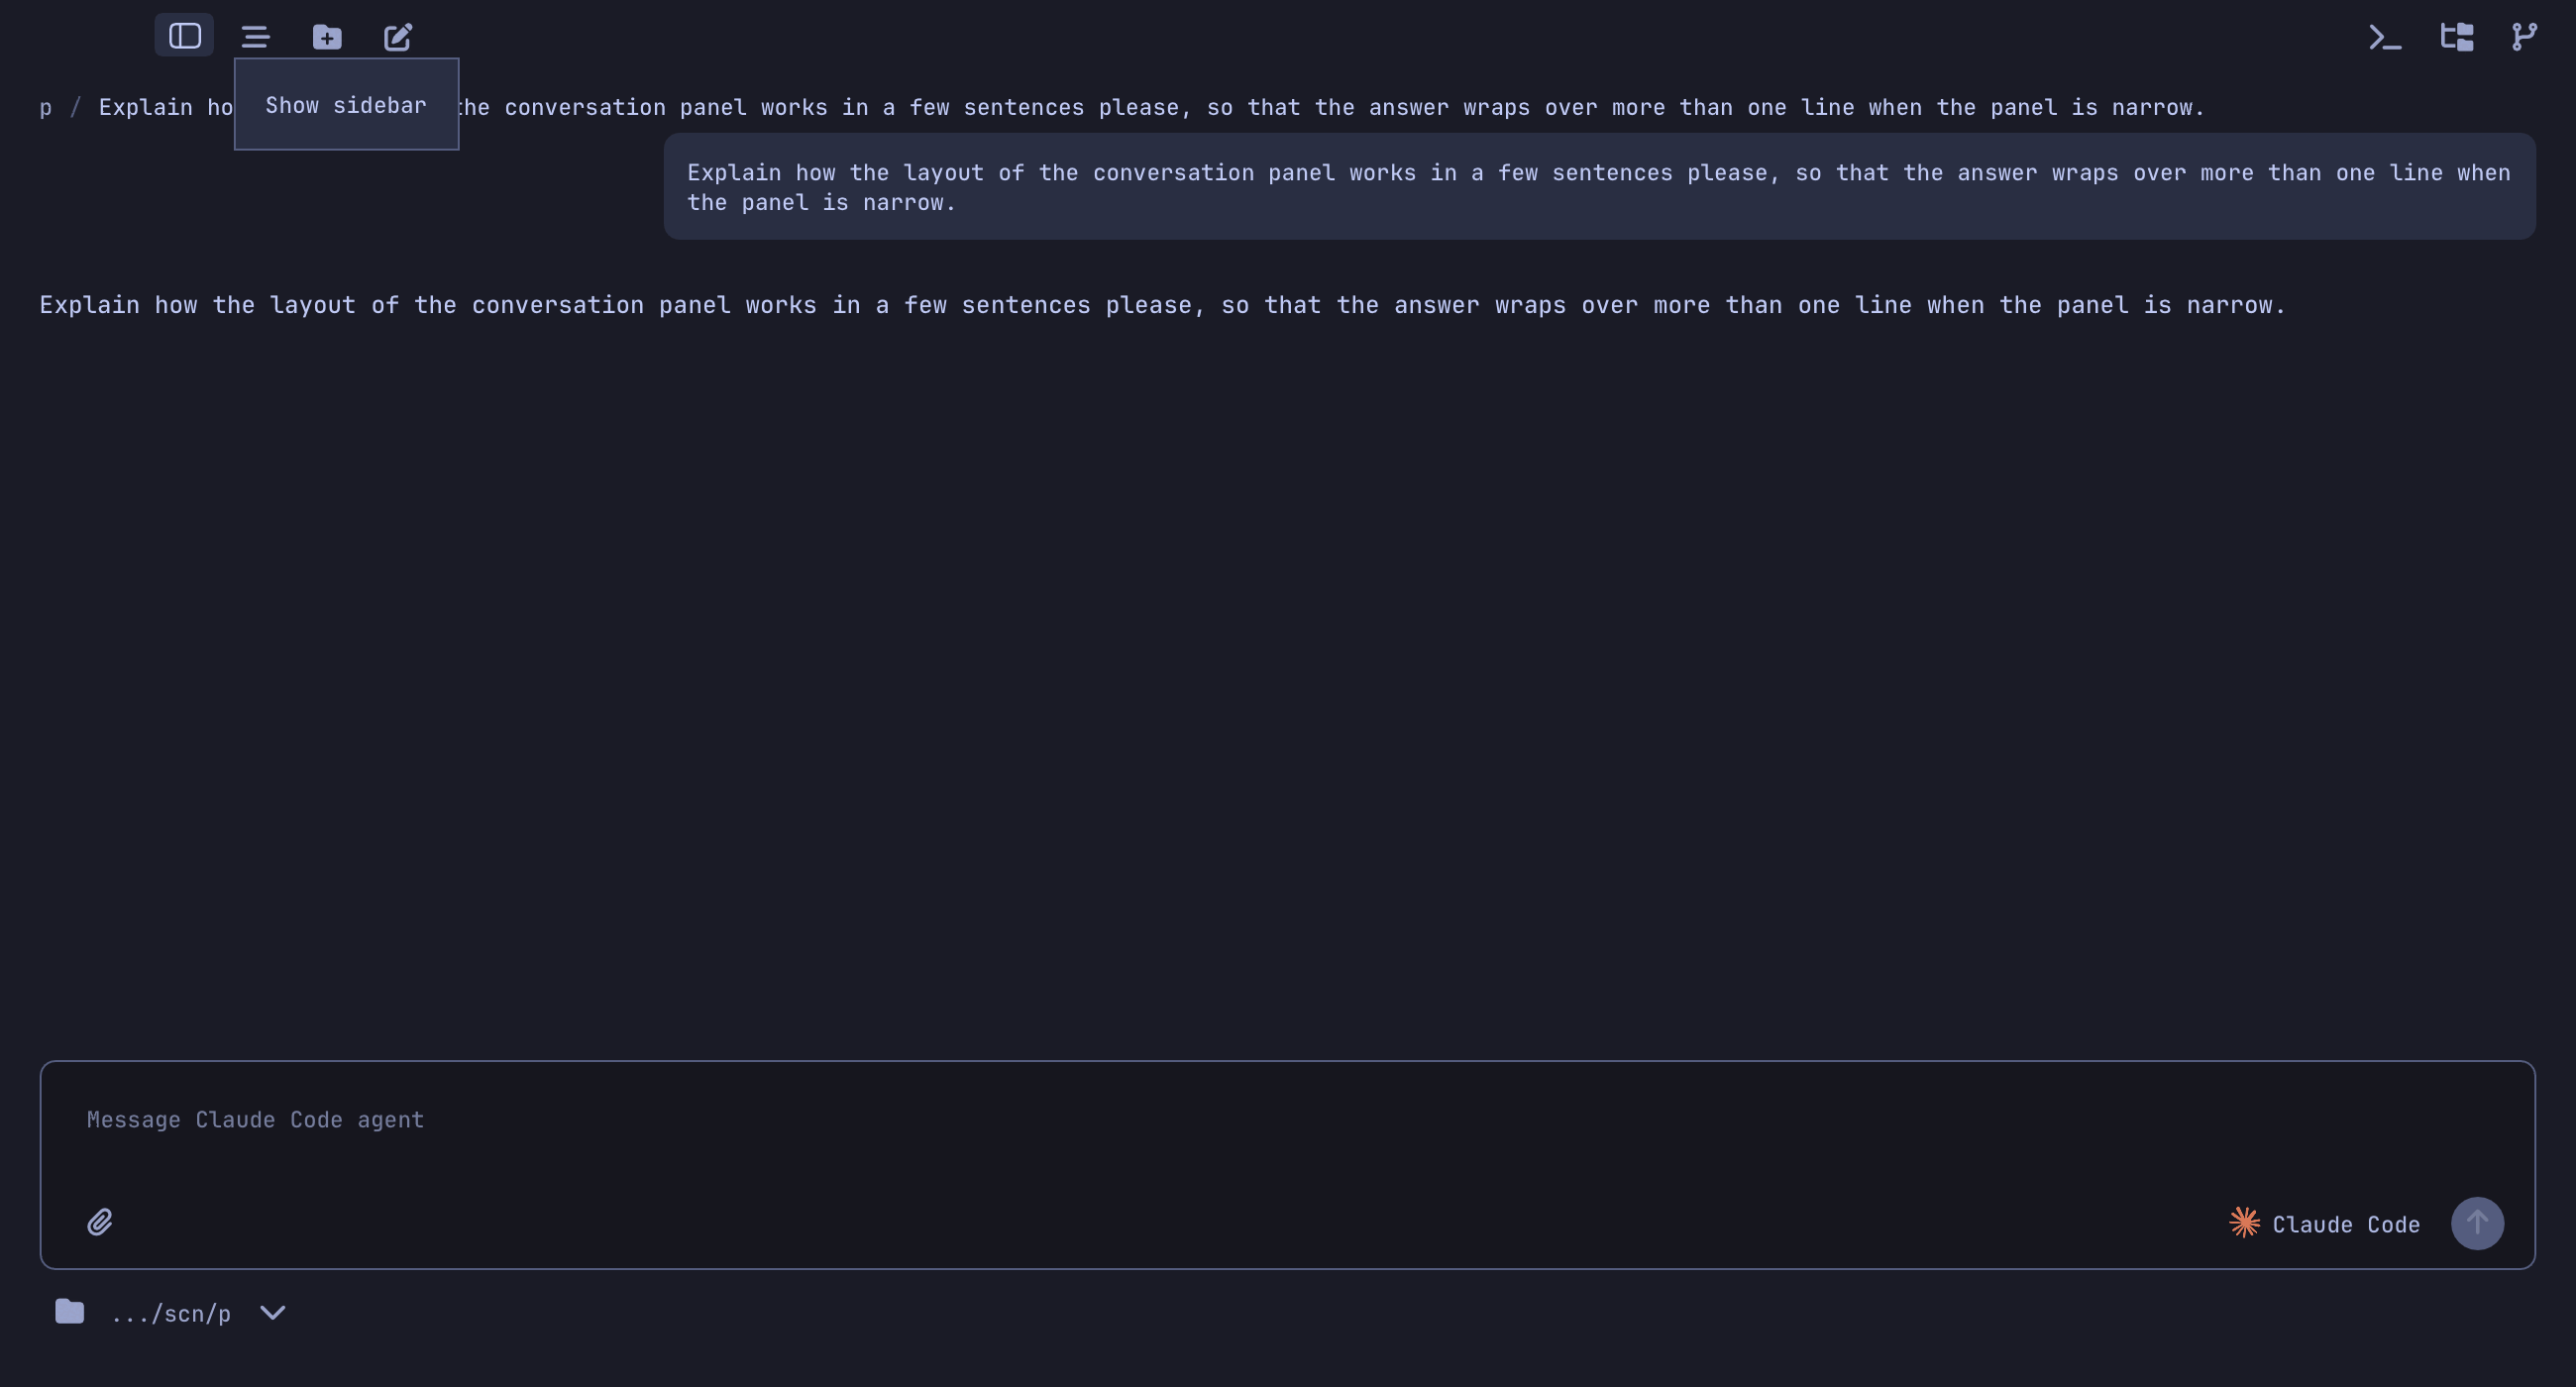 Show sidebar
p / Explain ho he conversation panel works in a few sentences please, so that the answer wraps over more than one line when the panel is narrow.
Explain how the layout of the conversation panel works in a few sentences please, so that the answer wraps over more than one line when
the panel is narrow.
Explain how the layout of the conversation panel works in a few sentences please, so that the answer wraps over more than one line when the panel is narrow.
Message Claude Code agent
Claude Code
.../scn/p